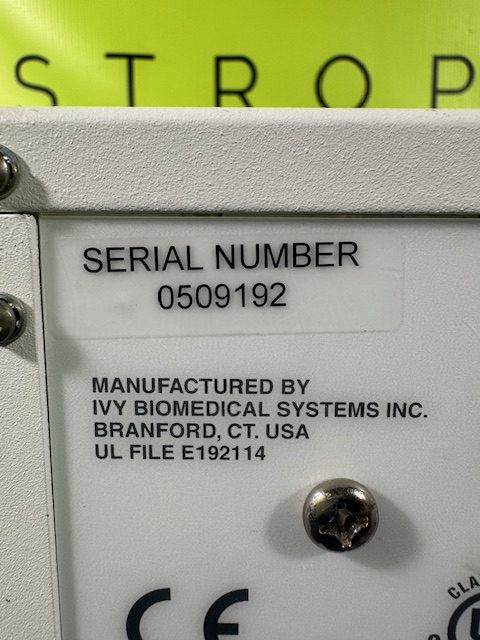 STROP
SERIAL NUMBER
0509192
MANUFACTURED BY
IVY BIOMEDICAL SYSTEMS INC.
BRANFORD, CT. USA
UL FILE E192114
CE